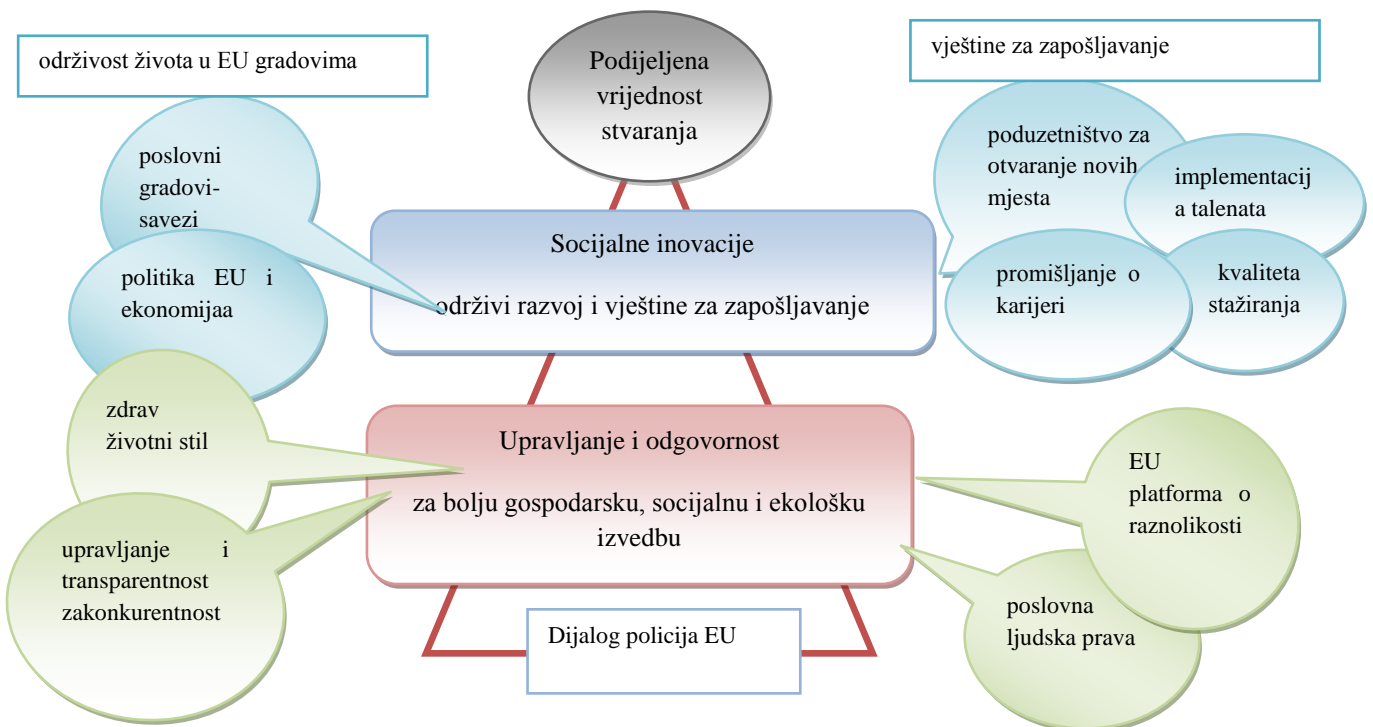 održivost života u EU gradovima
Podijeljena
vrijednost
stvaranja
vještine za zapošljavanje
poslovni
gradovi-
savezi
politika EU i
ekonomijaa
poduzetništvo za
otvaranje novih
mjesta
implementacij
a talenata
promišljanje o
karijeri
kvaliteta
stažiranja
Socijalne inovacije
održivi razvoj i vještine za zapošljavanje
zdrav
životni stil
upravljanje i
transparentnost
zakonkurentnost
Upravljanje i odgovornost
za bolju gospodarsku, socijalnu i ekološku
izvedbu
EU
platforma o
raznolikosti
poslovna
ljudska prava
Dijalog policija EU